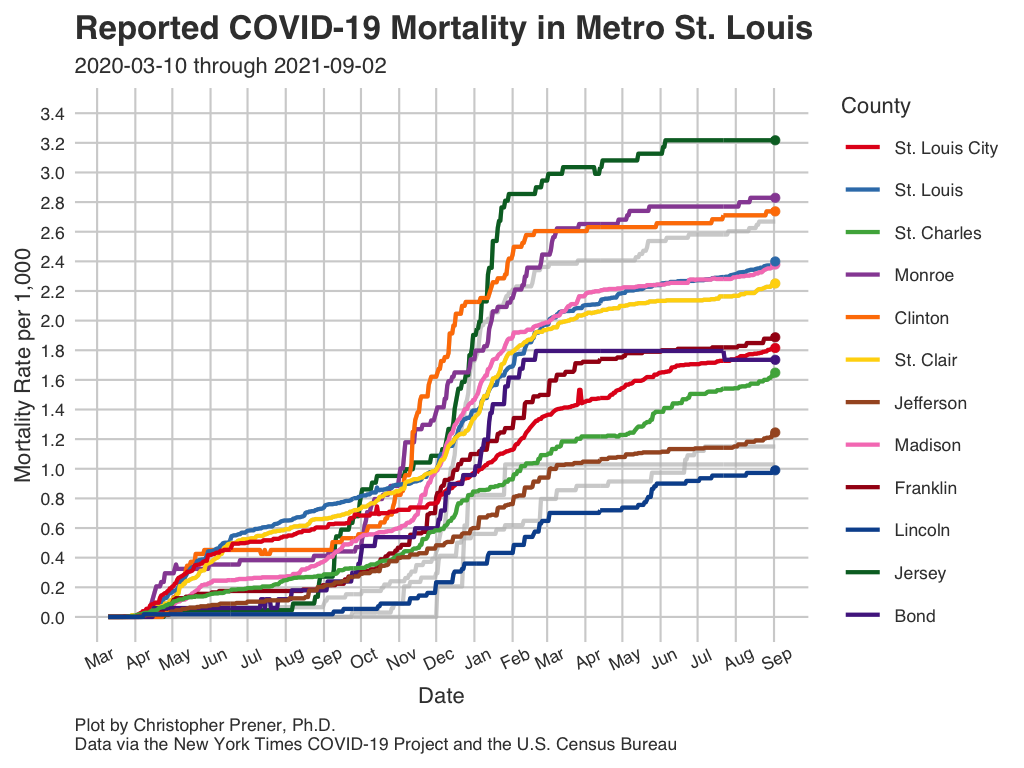 Reported COVID-19 Mortality in Metro St. Louis
2020-03-10 through 2021-09-02
Mortality Rate per 1,000
3.4
3.2
3.0
2.8
2.6
2.4
2.2
2.0
1.8
1.6
1.4
1.2
1.0
0.8
0.6
0.4
0.2
0.0
Mar Apr May Jun Jul Aug Sep Oct Nov Dec Jan Feb Mar Apr May Jun Jul Aug Sep
Date
County
St. Louis City
St. Louis
St. Charles
Monroe
Clinton
St. Clair
Jefferson
Madison
Franklin
Lincoln
Jersey
Bond
Plot by Christopher Prener, Ph.D.
Data via the New York Times COVID-19 Project and the U.S. Census Bureau